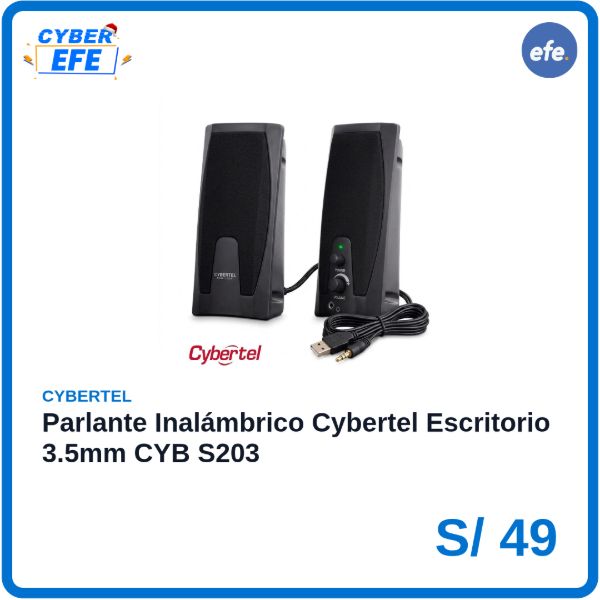 CYBER
EFE
efe.
CYBERTEL
Cybertel
CYBERTEL
Parlante Inalámbrico Cybertel Escritorio
3.5mm CYB S203
S/ 49